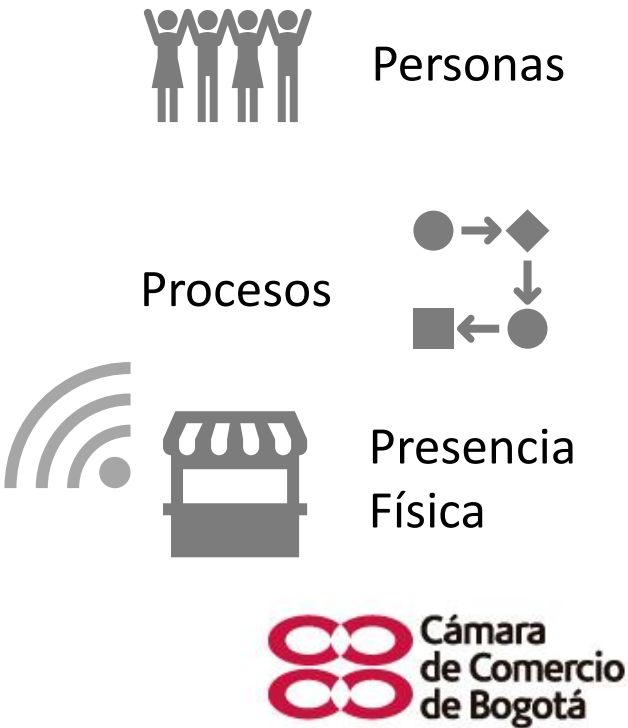 Personas
Procesos
Presencia
Física
Cámara
de Comercio
de Bogotá